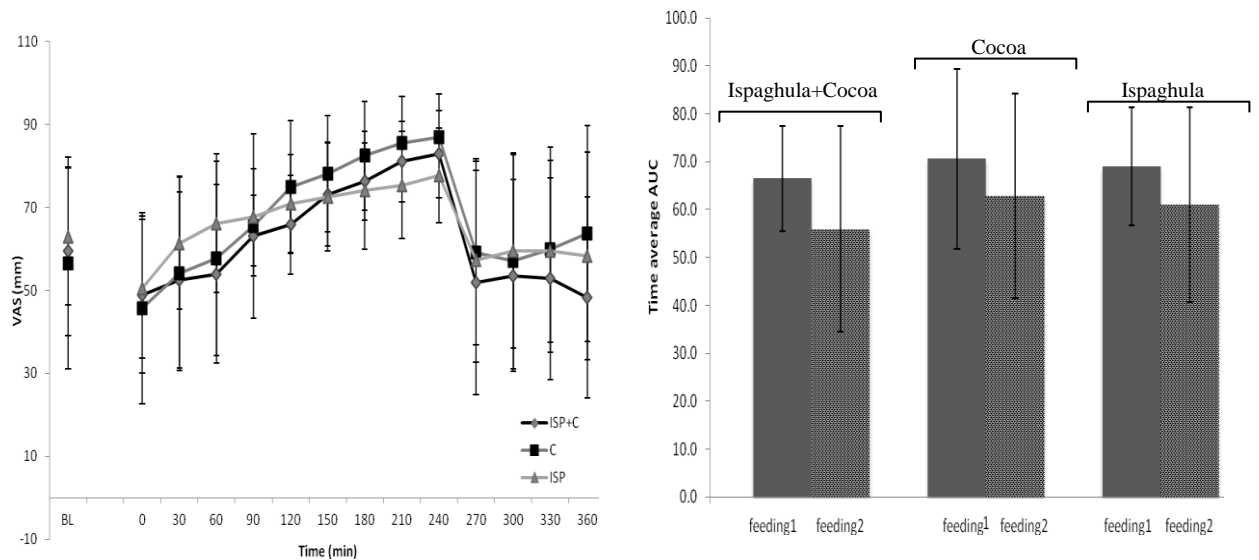 110
90
70
50
30
10
-10
VAS (mm)
BL 0 30 60 90 120 150 180 210 240 270 300 330 360
Time (min)
ISP+C
C
ISP
100.0
90.0
80.0
70.0
60.0
50.0
40.0
30.0
20.0
10.0
0.0
Time average AUC
Ispaghula+Cocoa
Cocoa
Ispaghula
feeding1 feeding2 feeding1 feeding2 feeding1 feeding2